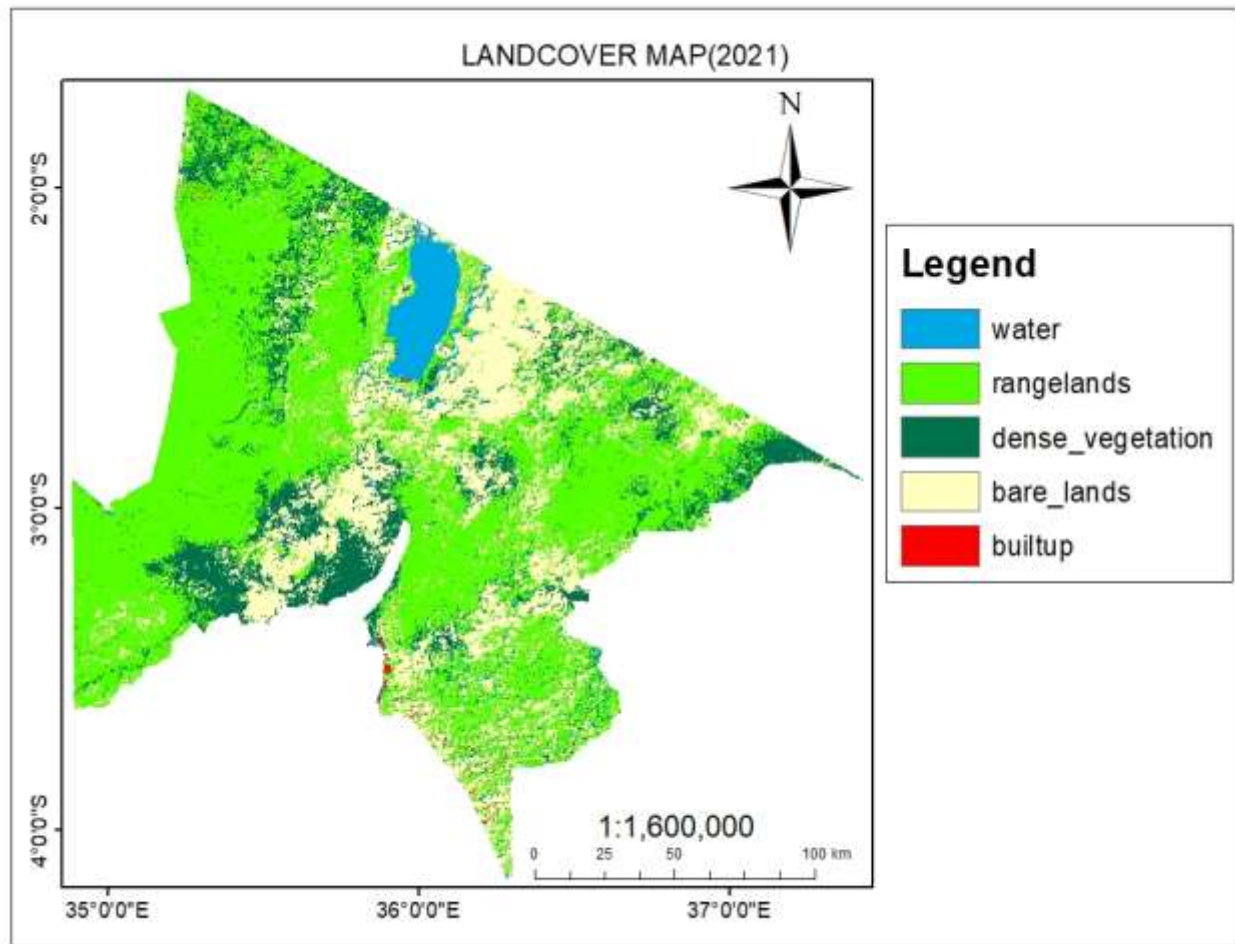 LANDCOVER MAP(2021)
N
2°0'0"S
3°0'0"S
4°0'0"S
1:1,600,000
0 25 50 100 km
35°0'0"E 36°0'0"E 37°0'0"E
Legend
water
rangelands
dense_vegetation
bare_lands
builtup